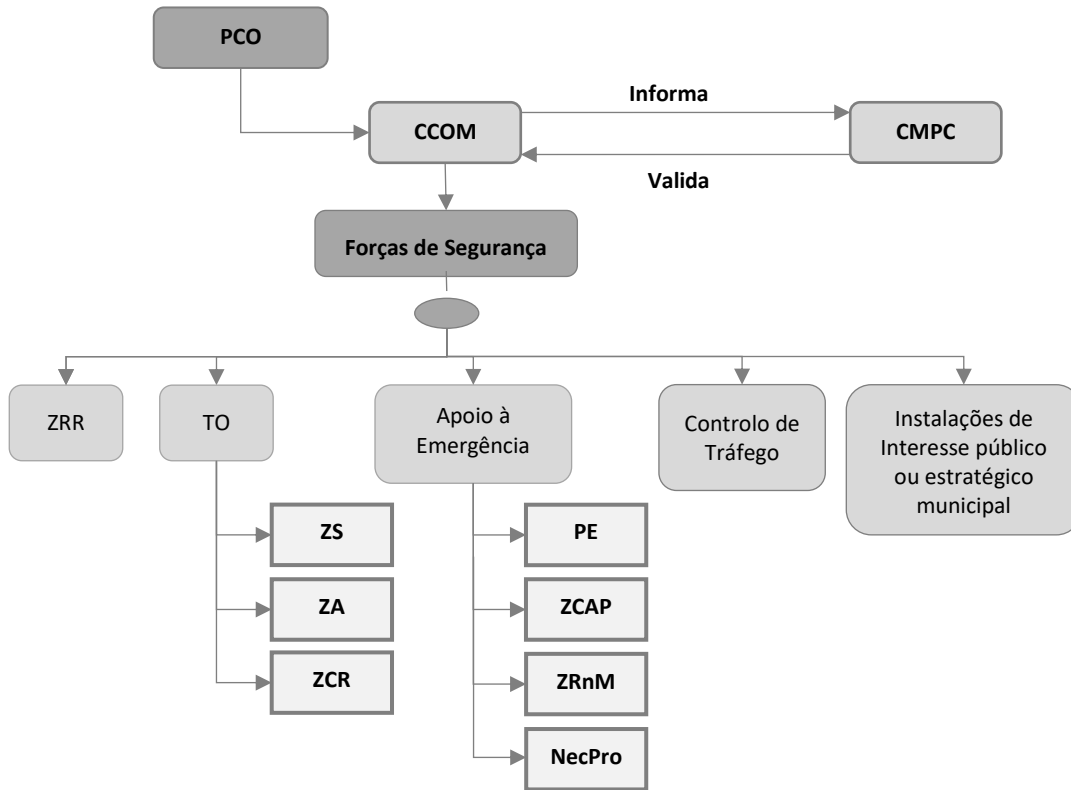 PCO
Informa
CCOM
CMPC
Valida
Forças de Segurança
ZRR
TO
Apoio à
Emergência
Controlo de
Tráfego
Instalações de
Interesse público
ou estratégico
municipal
ZS
ZA
ZCR
PE
ZCAP
ZRnM
NecPro